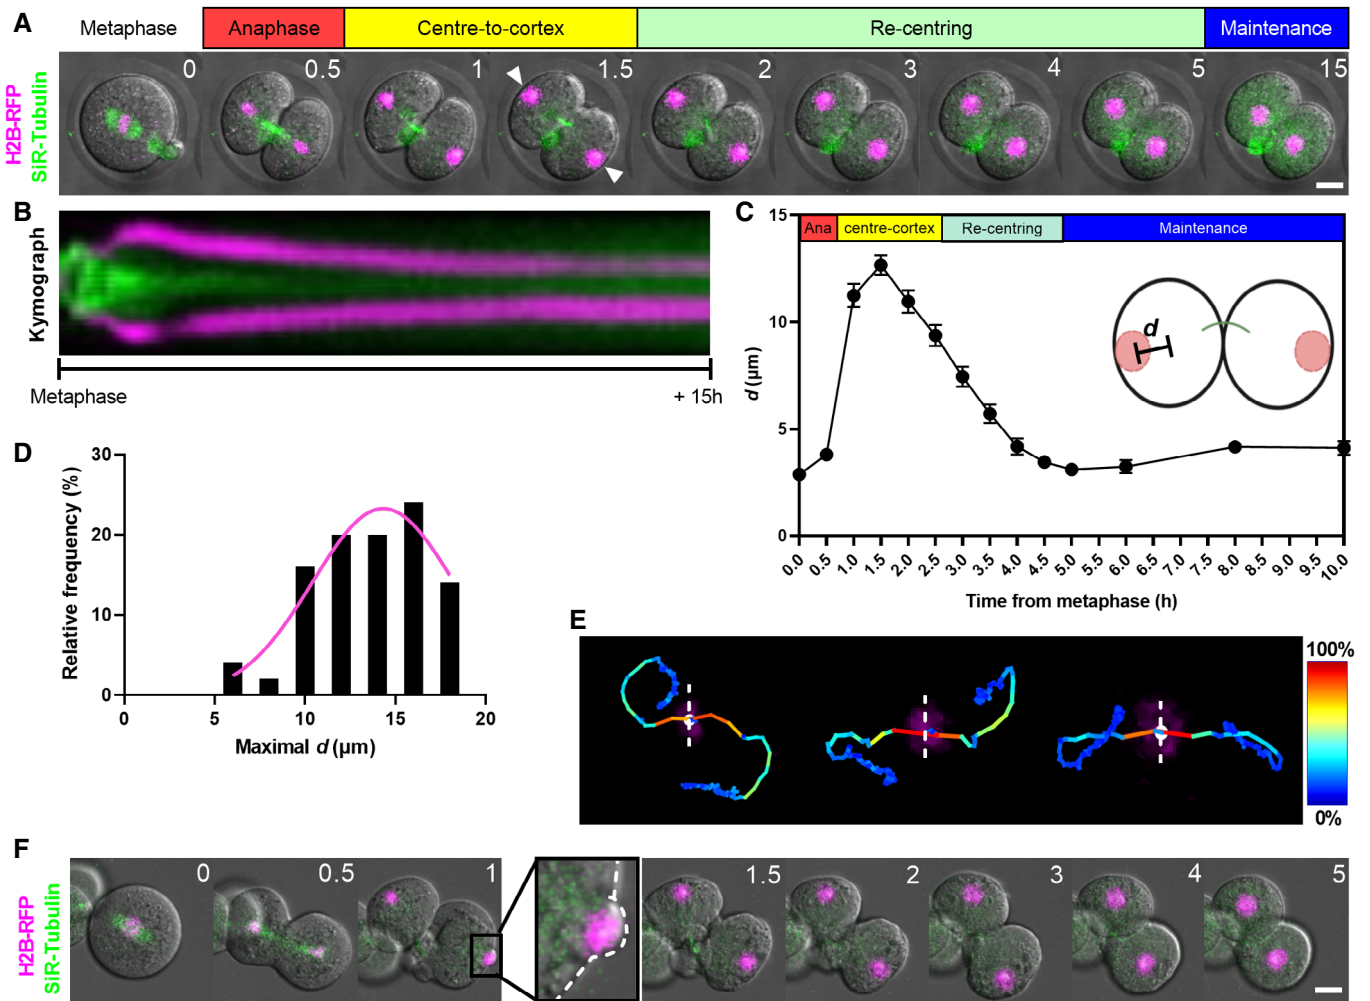 A
Metaphase Anaphase Centre-to-cortex Re-centring Maintenance
H2B-RFP
SiR-Tubulin
0 0.5 1 1.5 2 3 4 5 15
B
Kymograph
Metaphase + 15h
C
Ana centre-cortex Re-centring Maintenance
d (µm)
15
10
5
0
d
0.0 0.5 1.0 1.5 2.0 2.5 3.0 3.5 4.0 4.5 5.0 5.5 6.0 6.5 7.0 7.5 8.0 8.5 9.0 9.5 10.0
Time from metaphase (h)
D
Relative frequency (%)
30
20
10
0
0 5 10 15 20
Maximal d (µm)
E
100%
0%
F
H2B-RFP
SiR-Tubulin
0 0.5 1 1.5 2 3 4 5